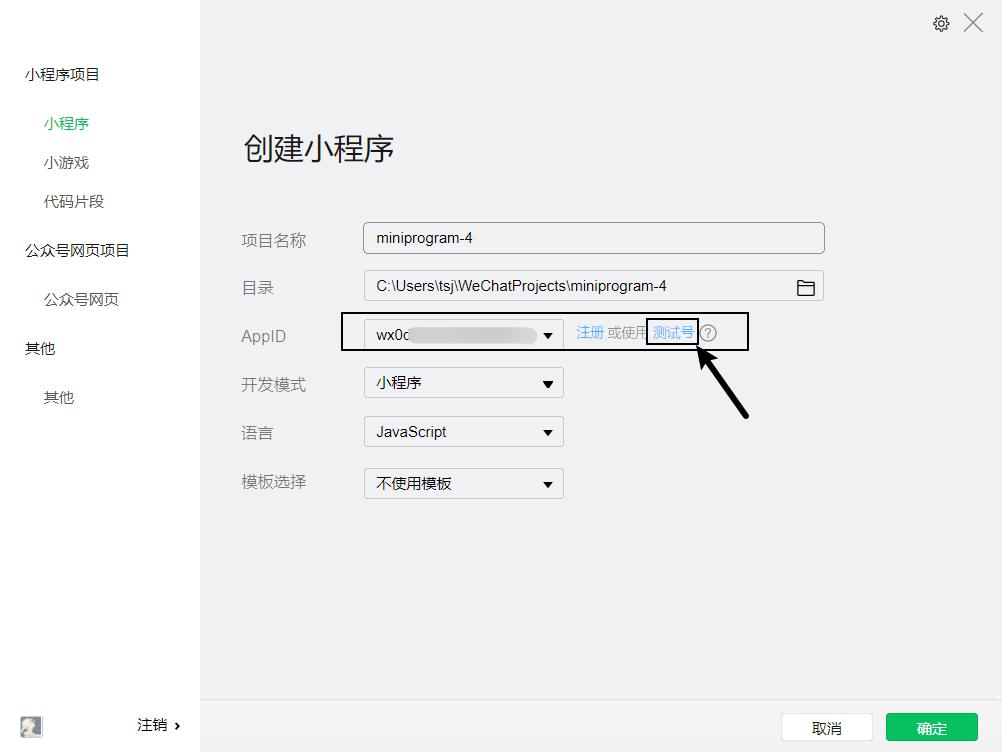 小程序项目
小程序
小游戏
代码片段
公众号网页项目
公众号网页
其他
其他
注销
创建小程序
项目名称 miniprogram-4
目录 C:\Users\tsj\WeChatProjects\miniprogram-4
AppID wx0 注册 或使用 测试号 ?
开发模式 小程序
语言 JavaScript
模板选择 不使用模板
取消 确定